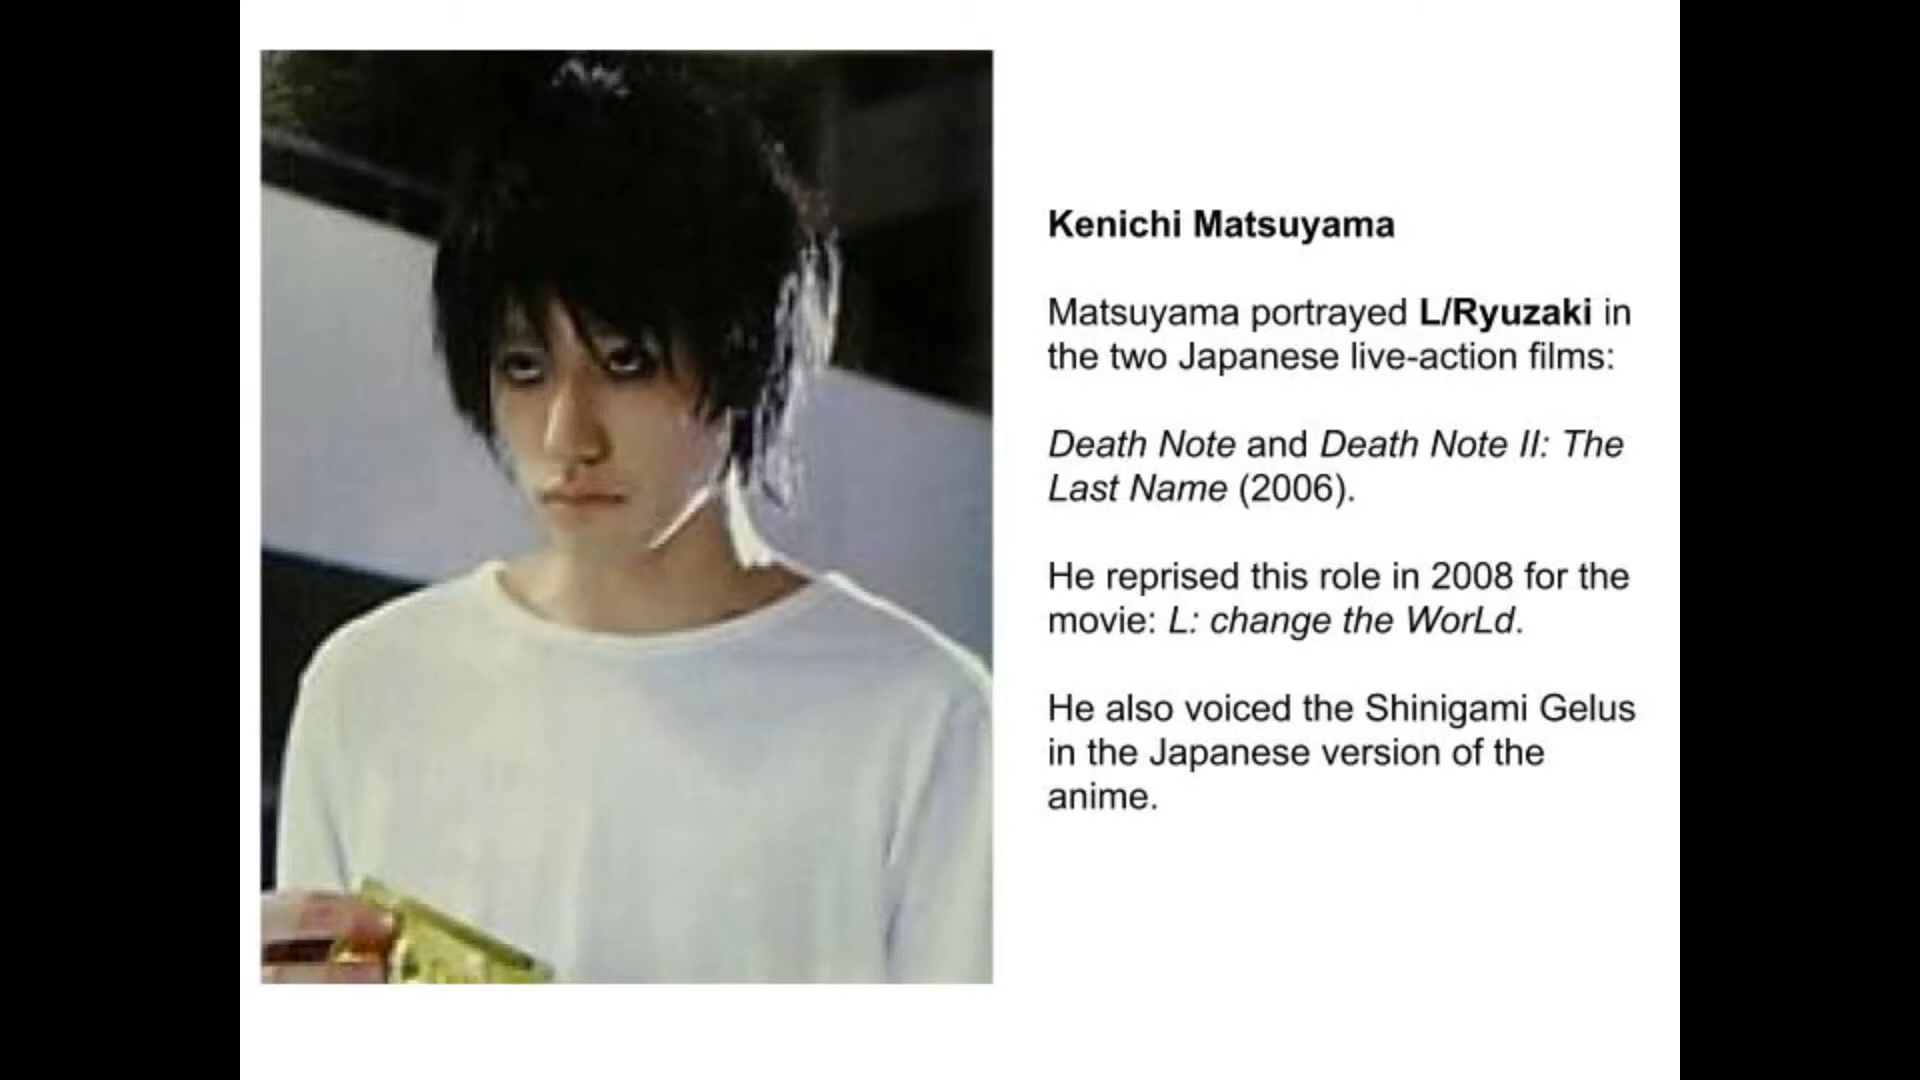 Kenichi Matsuyama
Matsuyama portrayed L/Ryuzaki in
the two Japanese live-action films:
Death Note and Death Note II: The
Last Name (2006).
He reprised this role in 2008 for the
movie: L: change the WorLd.
He also voiced the Shinigami Gelus
in the Japanese version of the
anime.